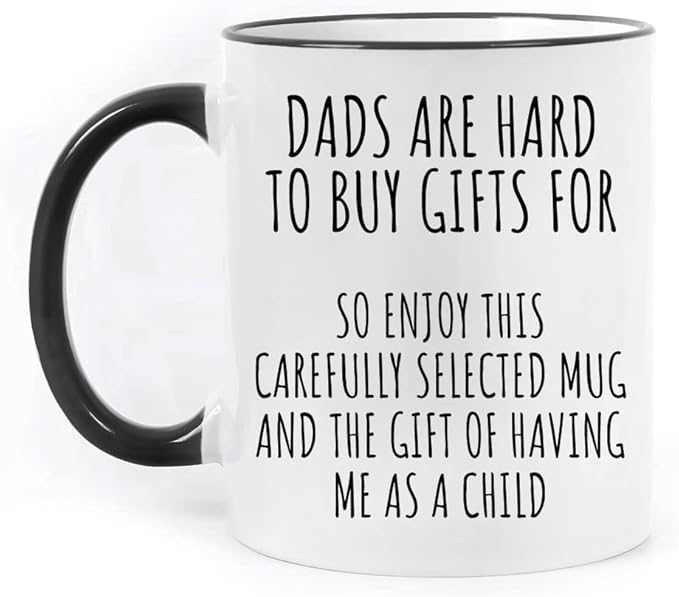 DADS ARE HARD
TO BUY GIFTS FOR
SO ENJOY THIS
CAREFULLY SELECTED MUG
AND THE GIFT OF HAVING
ME AS A CHILD